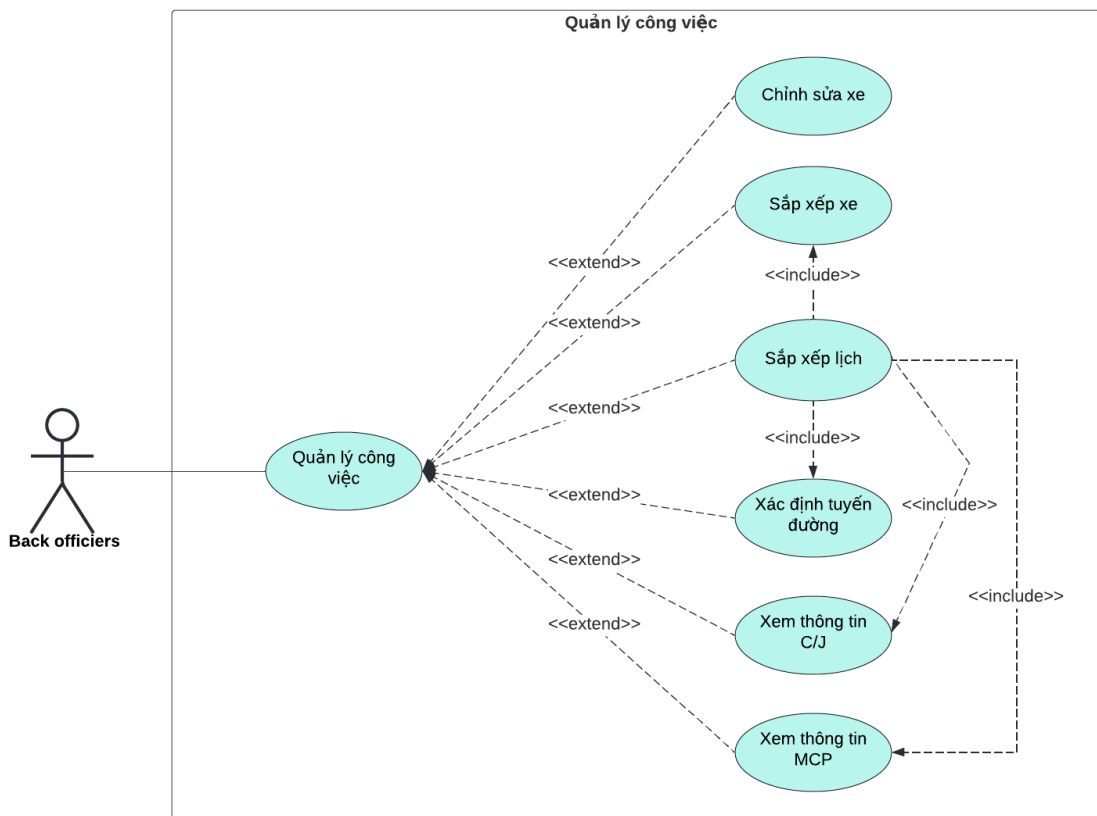 Quản lý công việc
Chỉnh sửa xe
Sắp xếp xe
<<extend>>
<<include>>
<<extend>>
Sắp xếp lịch
<<extend>>
<<include>>
Quản lý công
việc
<<extend>>
Xác định tuyến
đường
<<include>>
Back officiers
<<extend>>
<<include>>
<<extend>>
Xem thông tin
C/J
Xem thông tin
MCP